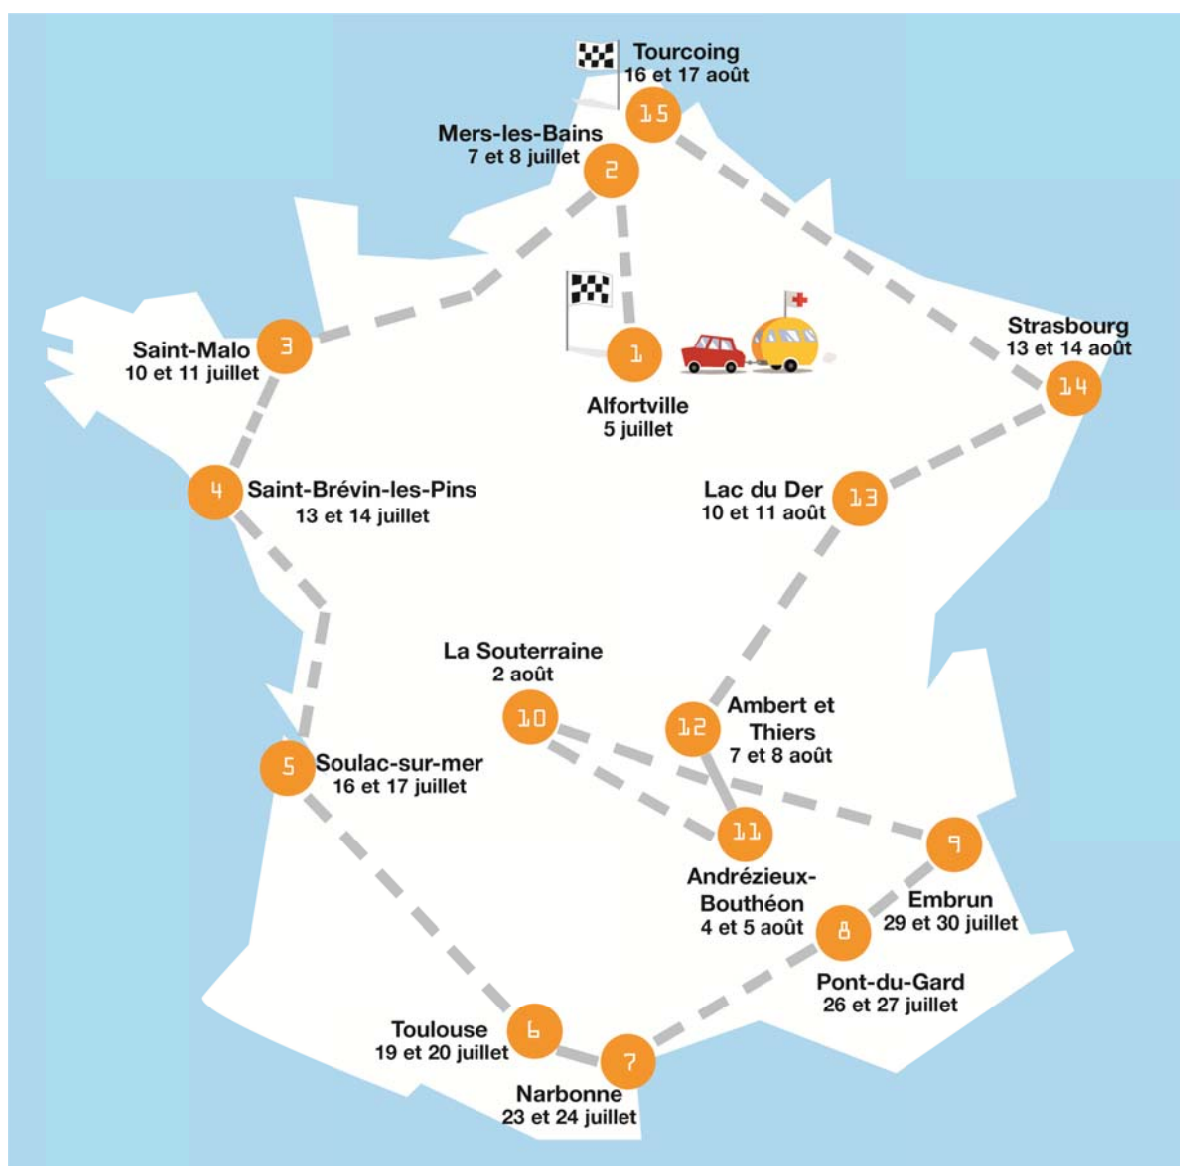 Tourcoing
16 et 17 août
15
Mers-les-Bains
7 et 8 juillet
2
Saint-Malo
10 et 11 juillet
3
1
Alfortville
5 juillet
Strasbourg
13 et 14 août
14
4
Saint-Brévin-les-Pins
13 et 14 juillet
Lac du Der
10 et 11 août
13
La Souterraine
2 août
10
12
Ambert et
Thiers
7 et 8 août
5
Soulac-sur-mer
16 et 17 juillet
11
Andrézieux-
Bouthéon
4 et 5 août
9
Embrun
29 et 30 juillet
8
Pont-du-Gard
26 et 27 juillet
Toulouse
19 et 20 juillet
6
7
Narbonne
23 et 24 juillet